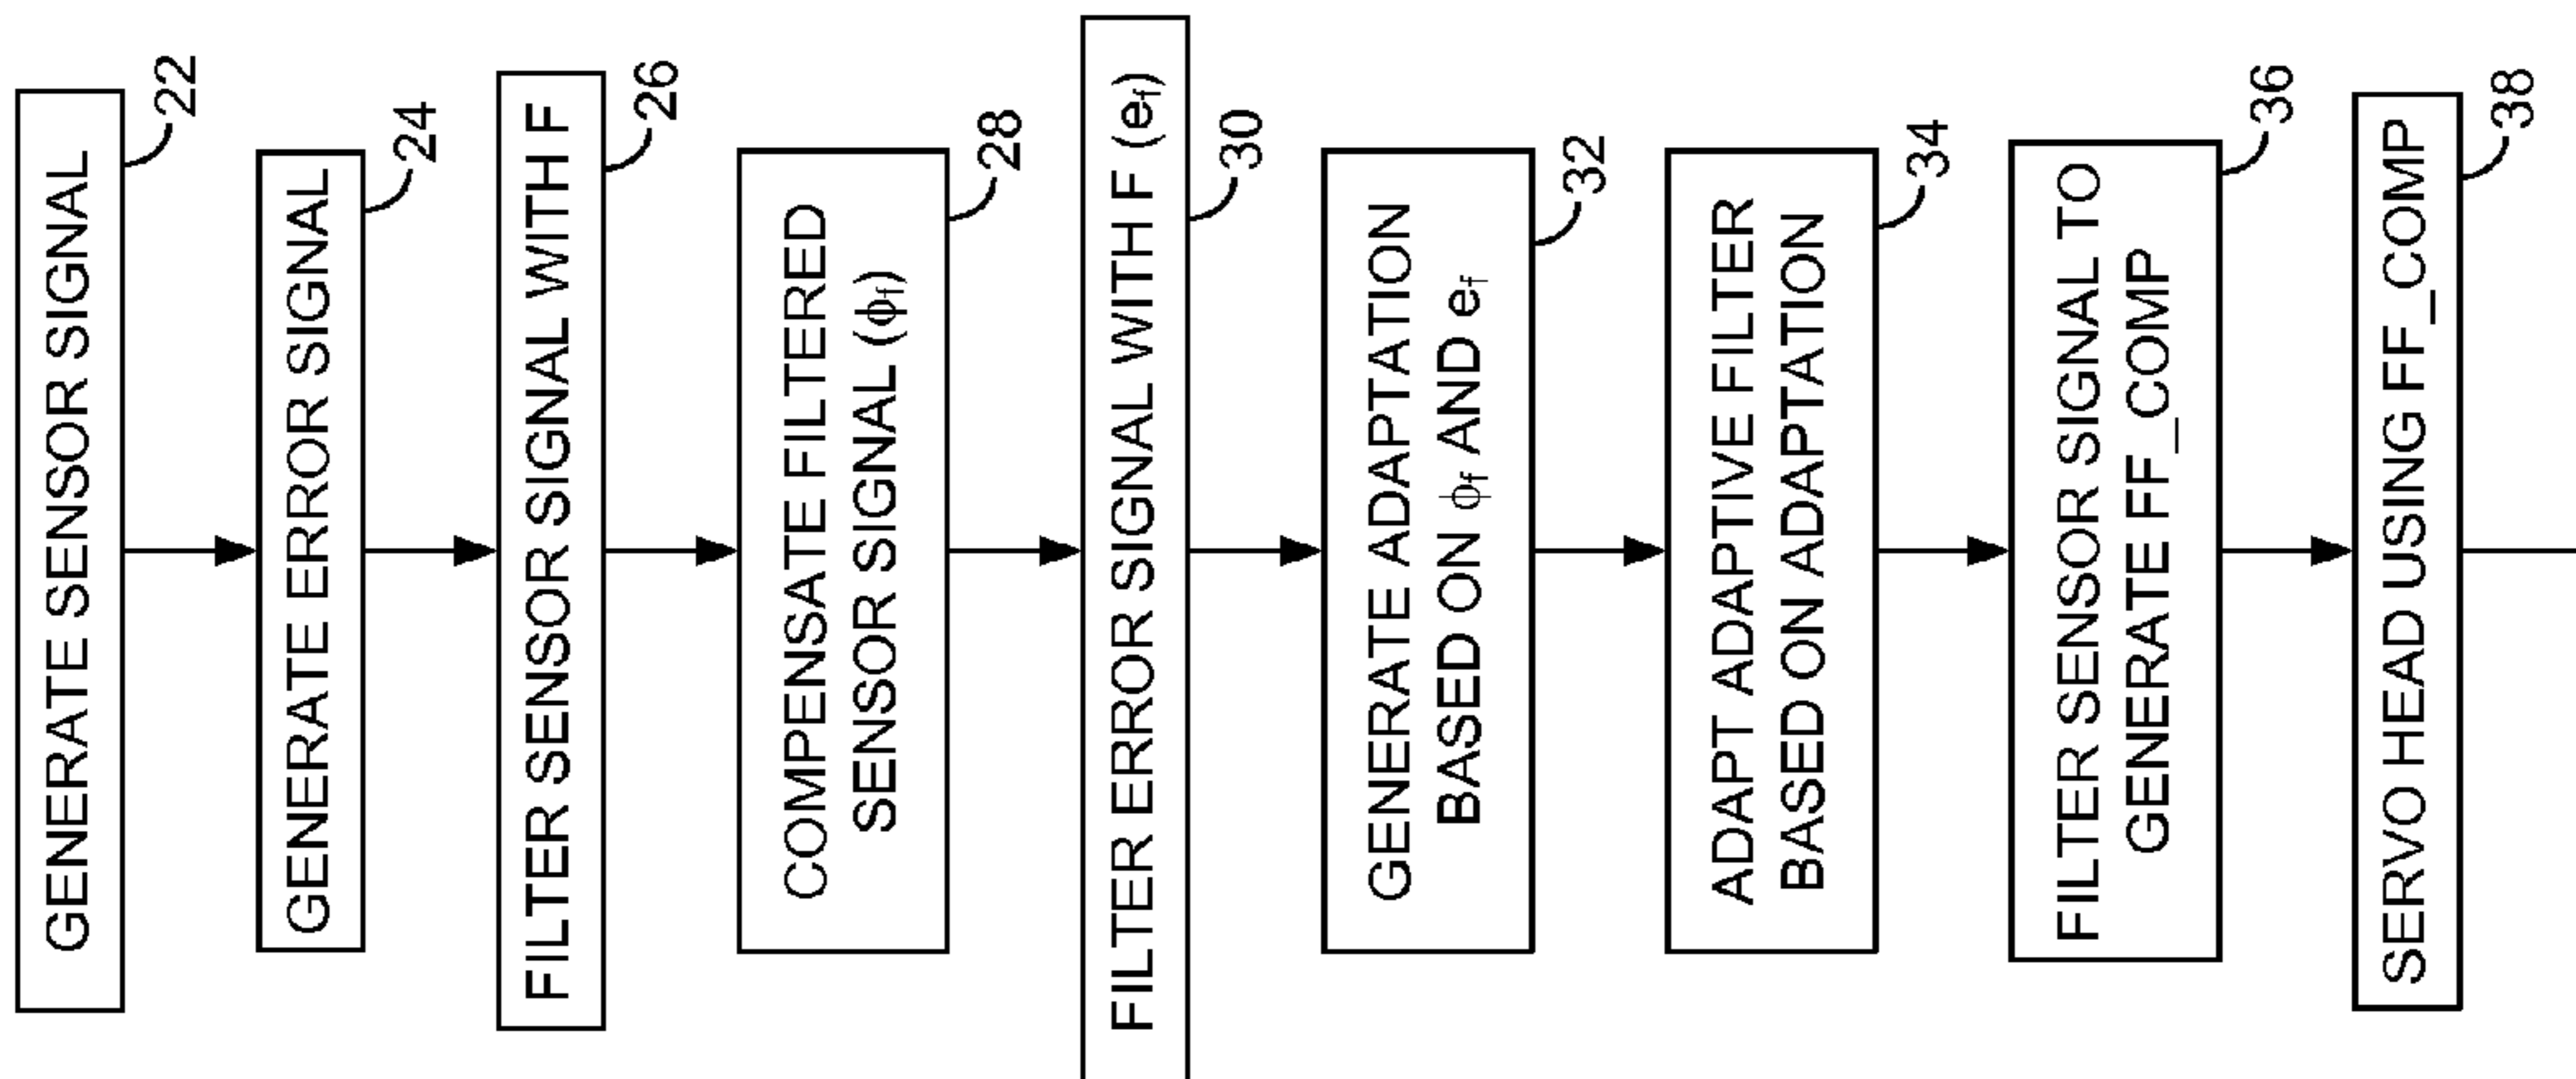 GENERATE SENSOR SIGNAL
22
GENERATE ERROR SIGNAL
24
FILTER SENSOR SIGNAL WITH F
26
COMPENSATE FILTERED
SENSOR SIGNAL (ϕf)
28
FILTER ERROR SIGNAL WITH F (ef)
30
GENERATE ADAPTATION
BASED ON ϕf AND ef
32
ADAPT ADAPTIVE FILTER
BASED ON ADAPTATION
34
FILTER SENSOR SIGNAL TO
GENERATE FF_COMP
36
SERVO HEAD USING FF_COMP
38